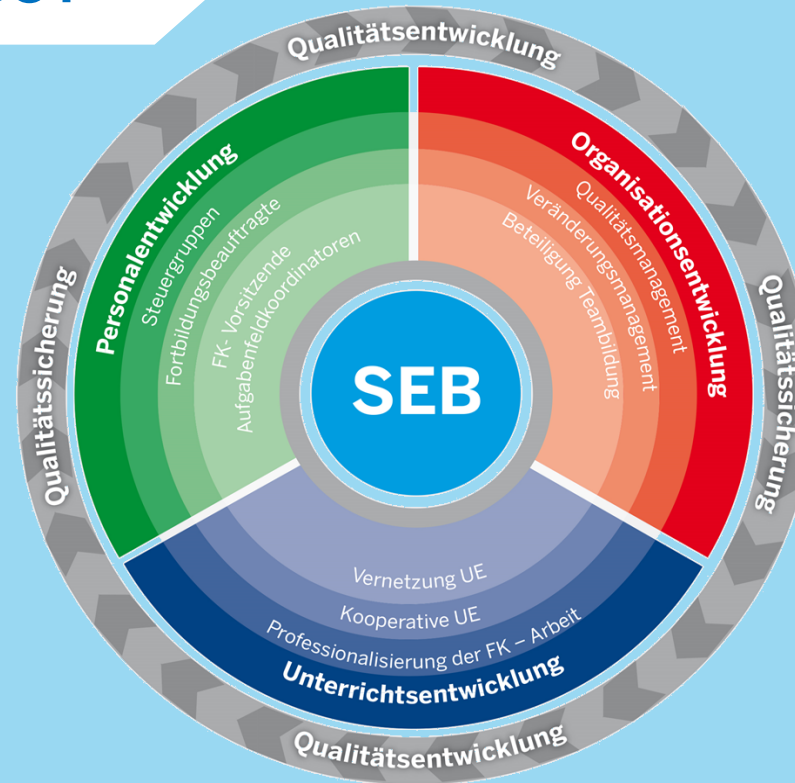 Qualitätsentwicklung
Qualitätssicherung
Qualitätssicherung
Qualitätsentwicklung
Personalentwicklung
Steuergruppen
Fortbildungsbeauftragte
FK- Vorsitzende
Aufgabenfeldkoordinatoren
Organisationsentwicklung
Qualitätsmanagement
Veränderungsmanagement
Beteiligung Teambildung
SEB
Vernetzung UE
Kooperative UE
Professionalisierung der FK – Arbeit
Unterrichtsentwicklung